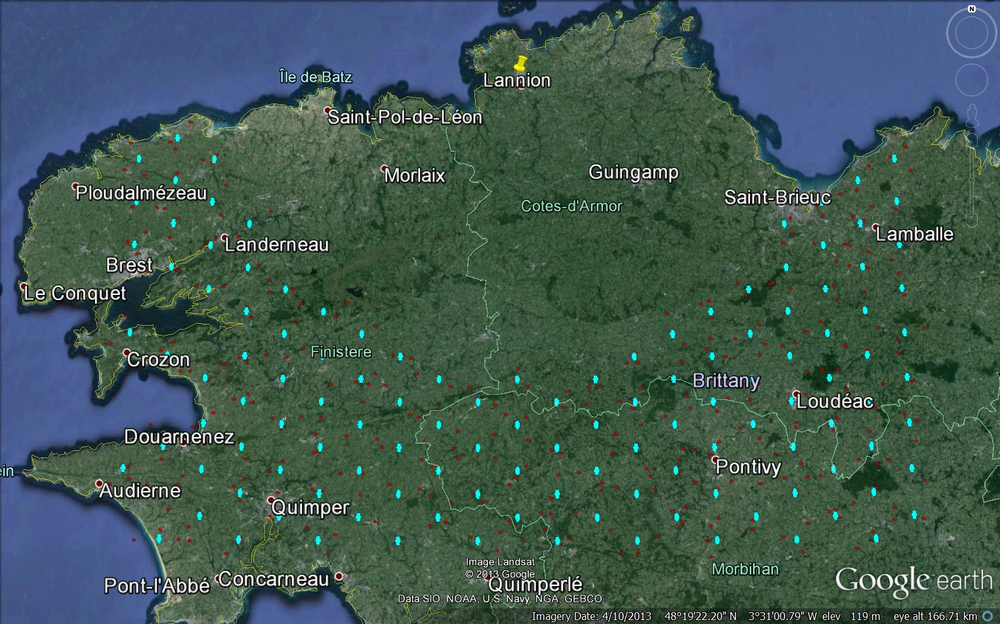 N
Île de Batz
Lannion
Saint-Pol-de-Léon
Morlaix
Guingamp
Ploudalmézeau
Saint-Brieuc
Cotes-d'Armor
Lamballe
Landerneau
Brest
Le Conquet
Finistere
Crozon
Brittany
Loudéac
Douarnenez
ein
Pontivy
Audierne
Quimper
Image Landsat
© 2013 Google
Morbihan
Pont-l'Abbé
Concarneau
Quimperlé
Google earth
Data SIO, NOAA, U.S. Navy, NGA, GEBCO
Imagery Date: 4/10/2013 48°19'22.20" N 3°31'00.79" W elev 119 m eye alt 166.71 km